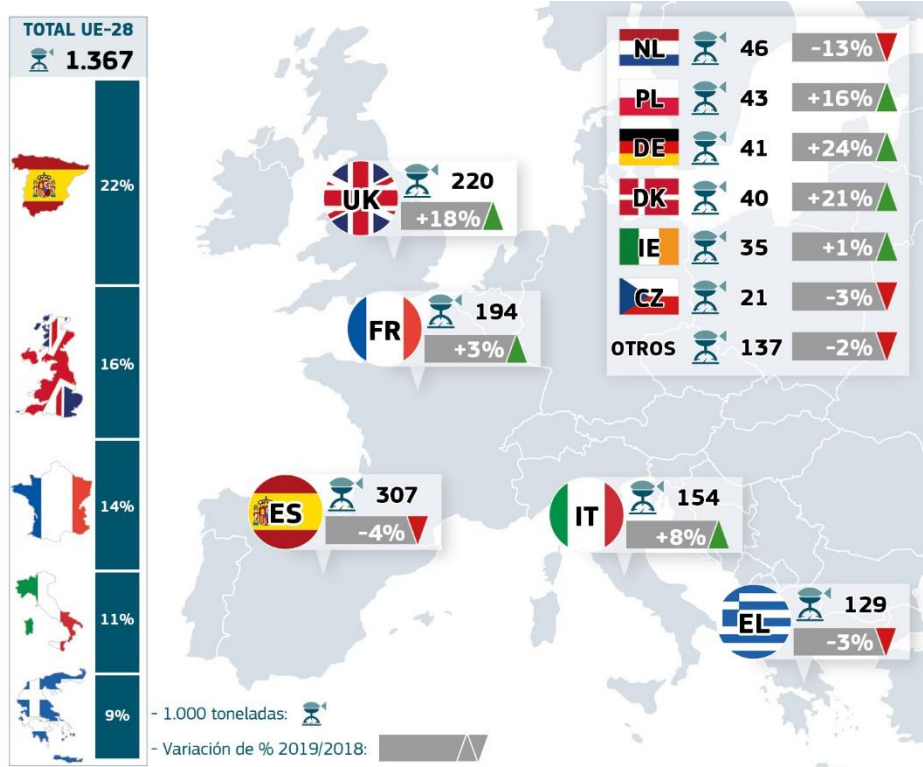 TOTAL UE-28
1.367
22%
16%
14%
11%
9%
UK
220
+18%
FR
194
+3%
ES
307
-4%
IT
154
+8%
EL
129
-3%
NL 46 -13%
PL 43 +16%
DE 41 +24%
DK 40 +21%
IE 35 +1%
CZ 21 -3%
OTROS 137 -2%
- 1.000 toneladas:
- Variación de % 2019/2018: